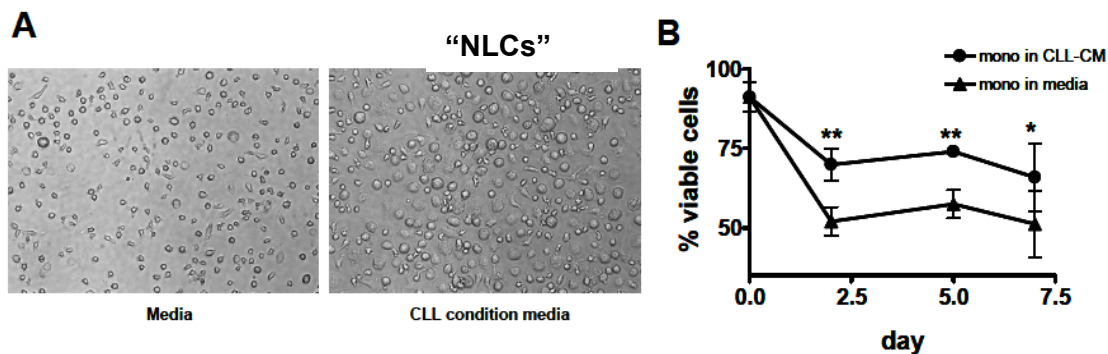 A
“NLCs”
Media
CLL condition media
B
mono in CLL-CM
mono in media
100
75
50
% viable cells
**
**
*
0.0
2.5
5.0
7.5
day